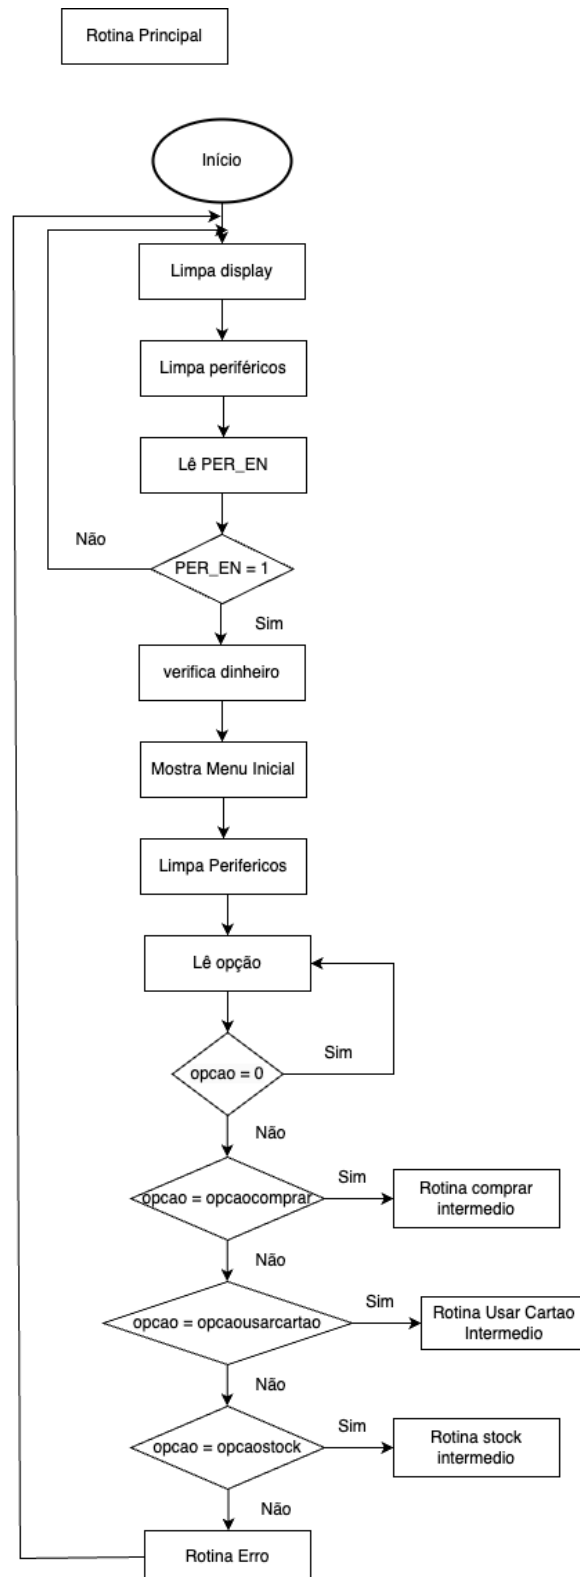 Rotina Principal
Início
Limpa display
Limpa periféricos
Lê PER_EN
Não
PER_EN = 1
Sim
verifica dinheiro
Mostra Menu Inicial
Limpa Perifericos
Lê opção
Sim
opcao = 0
Não
Sim
opcao = opcaocomprar
Rotina comprar
intermedio
Não
Sim
opcao = opcaousarcartao
Rotina Usar Cartao
Intermedio
Não
Sim
opcao = opcaostock
Rotina stock
intermedio
Não
Rotina Erro